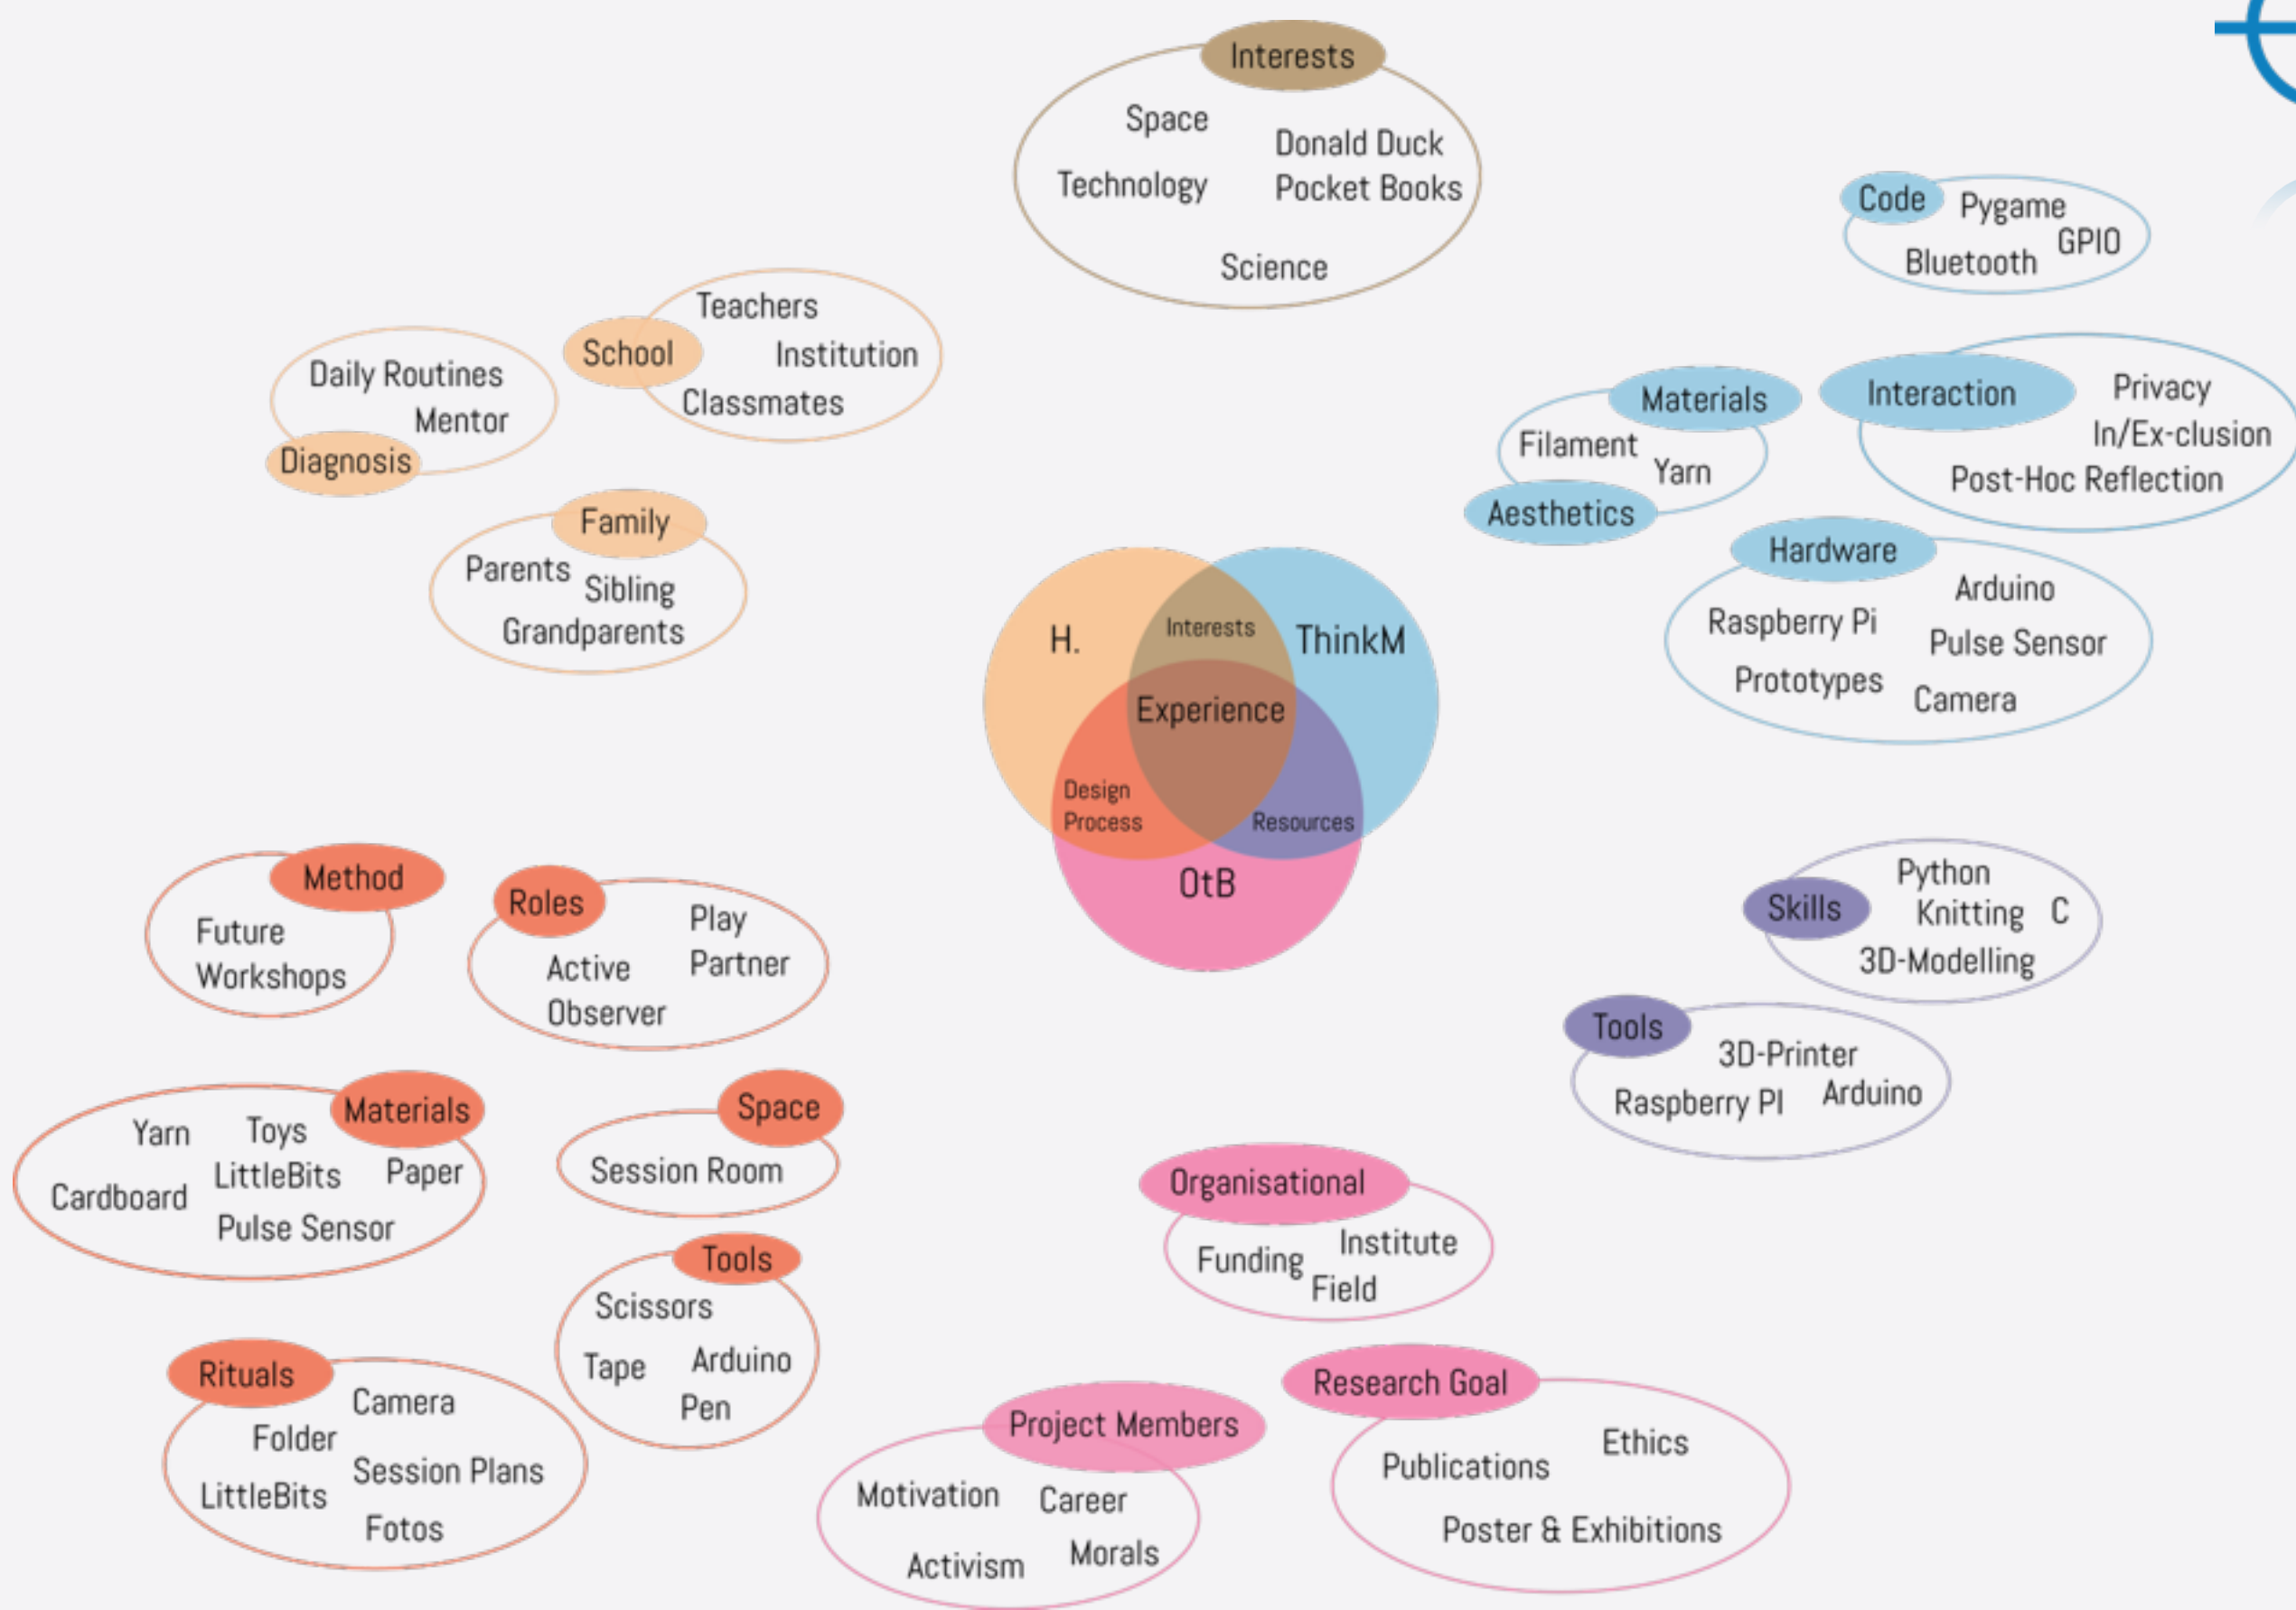 Interests
Space
Donald Duck
Pocket Books
Technology
Science
Code
Pygame
GPIO
Bluetooth
School
Teachers
Institution
Classmates
Daily Routines
Mentor
Diagnosis
Family
Parents
Sibling
Grandparents
Materials
Filament
Yarn
Aesthetics
Interaction
Privacy
In/Ex-clusion
Post-Hoc Reflection
Hardware
Arduino
Raspberry Pi
Pulse Sensor
Prototypes
Camera
H.
Interests
ThinkM
Experience
Design
Process
Resources
OtB
Method
Future
Workshops
Roles
Play
Partner
Active
Observer
Skills
Python
Knitting
C
3D-Modelling
Tools
3D-Printer
Raspberry PI
Arduino
Materials
Yarn
Toys
LittleBits
Paper
Cardboard
Pulse Sensor
Space
Session Room
Tools
Scissors
Tape
Arduino
Pen
Rituals
Camera
Folder
Session Plans
LittleBits
Fotos
Organisational
Funding
Institute
Field
Project Members
Motivation
Career
Activism
Morals
Research Goal
Ethics
Publications
Poster & Exhibitions